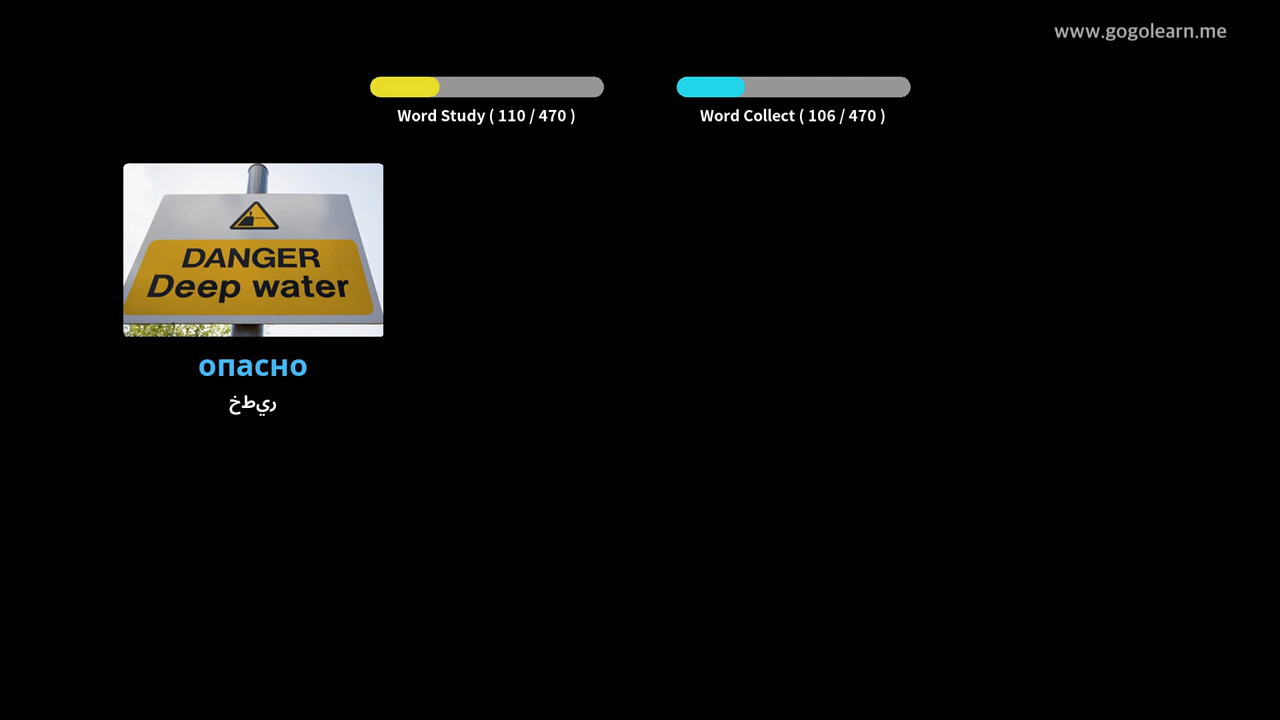 www.gogolearn.me
Word Study ( 110 / 470 )
Word Collect ( 106 / 470 )
DANGER
Deep water
опасно
خطير